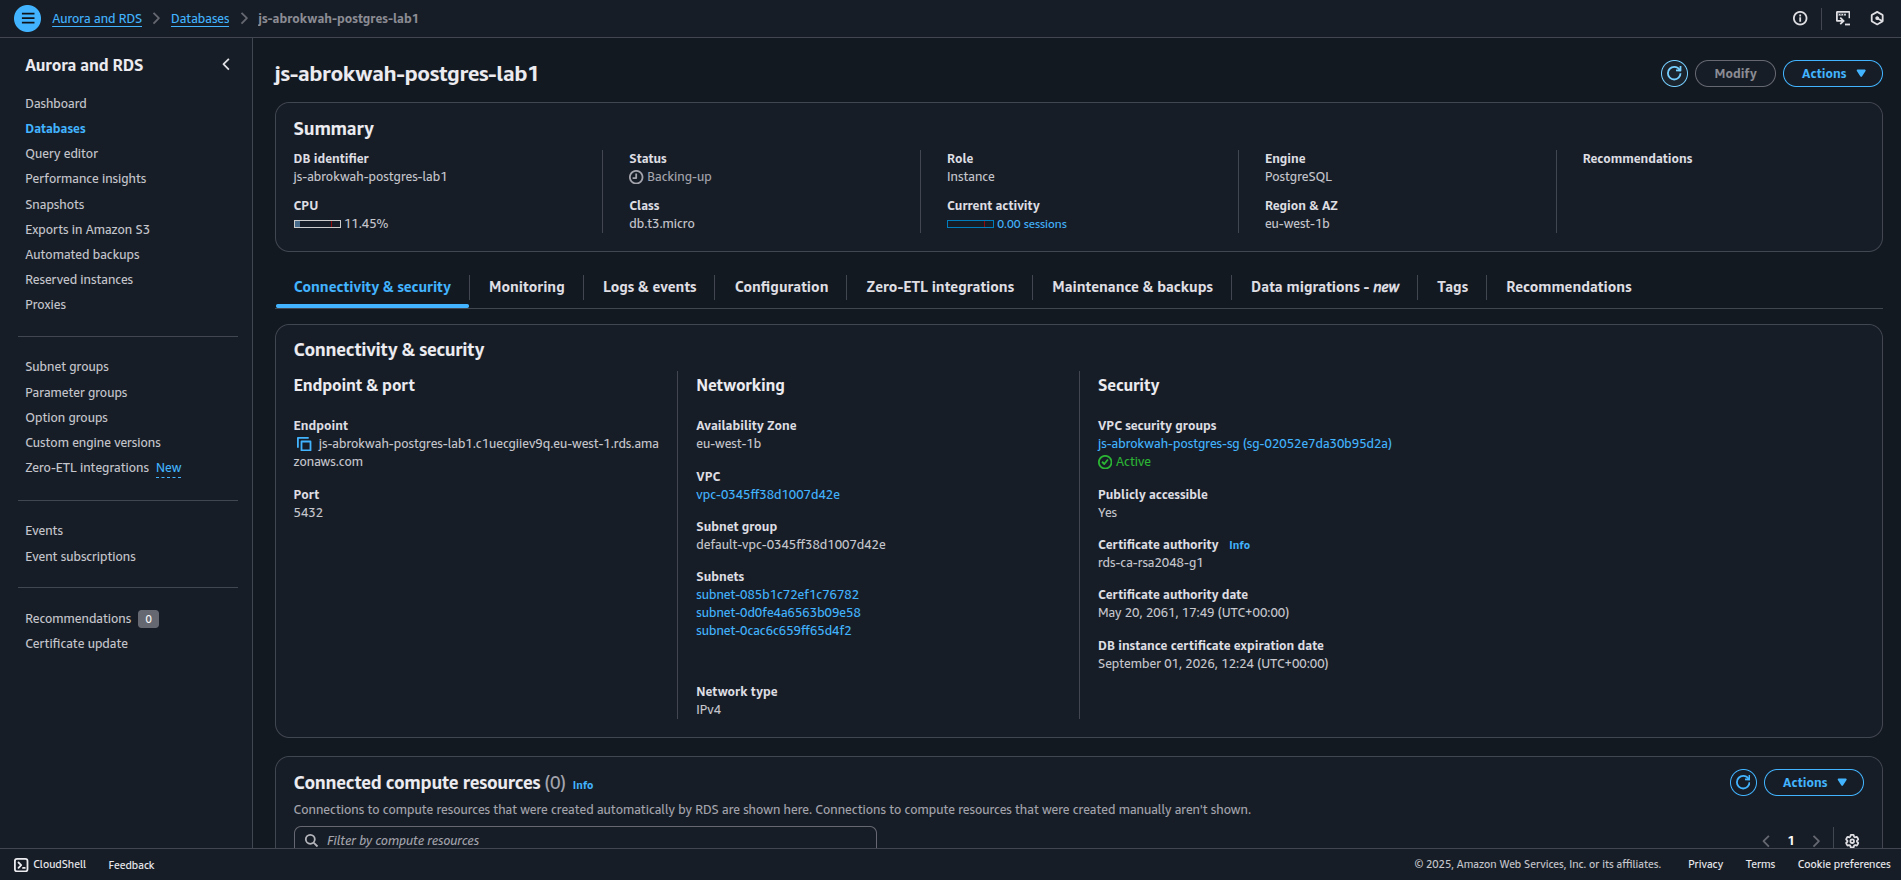 Aurora and RDS > Databases > js-abrokwah-postgres-lab1
Aurora and RDS
Dashboard
Databases
Query editor
Performance insights
Snapshots
Exports in Amazon S3
Automated backups
Reserved instances
Proxies
Subnet groups
Parameter groups
Option groups
Custom engine versions
Zero-ETL integrations New
Events
Event subscriptions
Recommendations 0
Certificate update
js-abrokwah-postgres-lab1
Modify
Actions
Summary
DB identifier
js-abrokwah-postgres-lab1
CPU
11.45%
Status
Backing-up
Class
db.t3.micro
Role
Instance
Current activity
0.00 sessions
Engine
PostgreSQL
Region & AZ
eu-west-1b
Recommendations
Connectivity & security
Monitoring
Logs & events
Configuration
Zero-ETL integrations
Maintenance & backups
Data migrations - new
Tags
Recommendations
Connectivity & security
Endpoint & port
Endpoint
js-abrokwah-postgres-lab1.c1uecgiiev9q.eu-west-1.rds.ama
zonaws.com
Port
5432
Networking
Availability Zone
eu-west-1b
VPC
vpc-0345ff38d1007d42e
Subnet group
default-vpc-0345ff38d1007d42e
Subnets
subnet-085b1c72ef1c76782
subnet-0d0fe4a6563b09e58
subnet-0cac6c659ff65d4f2
Network type
IPv4
Security
VPC security groups
js-abrokwah-postgres-sg (sg-02052e7da30b95d2a)
Active
Publicly accessible
Yes
Certificate authority Info
rds-ca-rsa2048-g1
Certificate authority date
May 20, 2061, 17:49 (UTC+00:00)
DB instance certificate expiration date
September 01, 2026, 12:24 (UTC+00:00)
Connected compute resources (0) Info
Actions
Connections to compute resources that were created automatically by RDS are shown here. Connections to compute resources that were created manually aren't shown.
Filter by compute resources
1
CloudShell
Feedback
© 2025, Amazon Web Services, Inc. or its affiliates.
Privacy
Terms
Cookie preferences